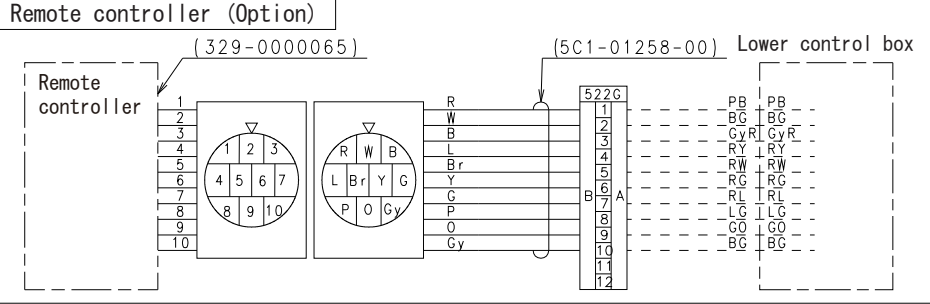 Remote controller (Option)
(329-0000065)
(5C1-01258-00)
Lower control box
Remote
controller
1
2
3
4
5
6
7
8
9
10
1 2 3
4 5 6 7
8 9 10
R W B
L Br Y G
P O Gy
R
W
B
L
Br
Y
G
P
O
Gy
522G
B
A
1
2
3
4
5
6
7
8
9
10
11
12
PB PB
BG BG
GyR GyR
RY RY
RW RW
RG RG
RL RL
LG LG
GO GO
BG BG